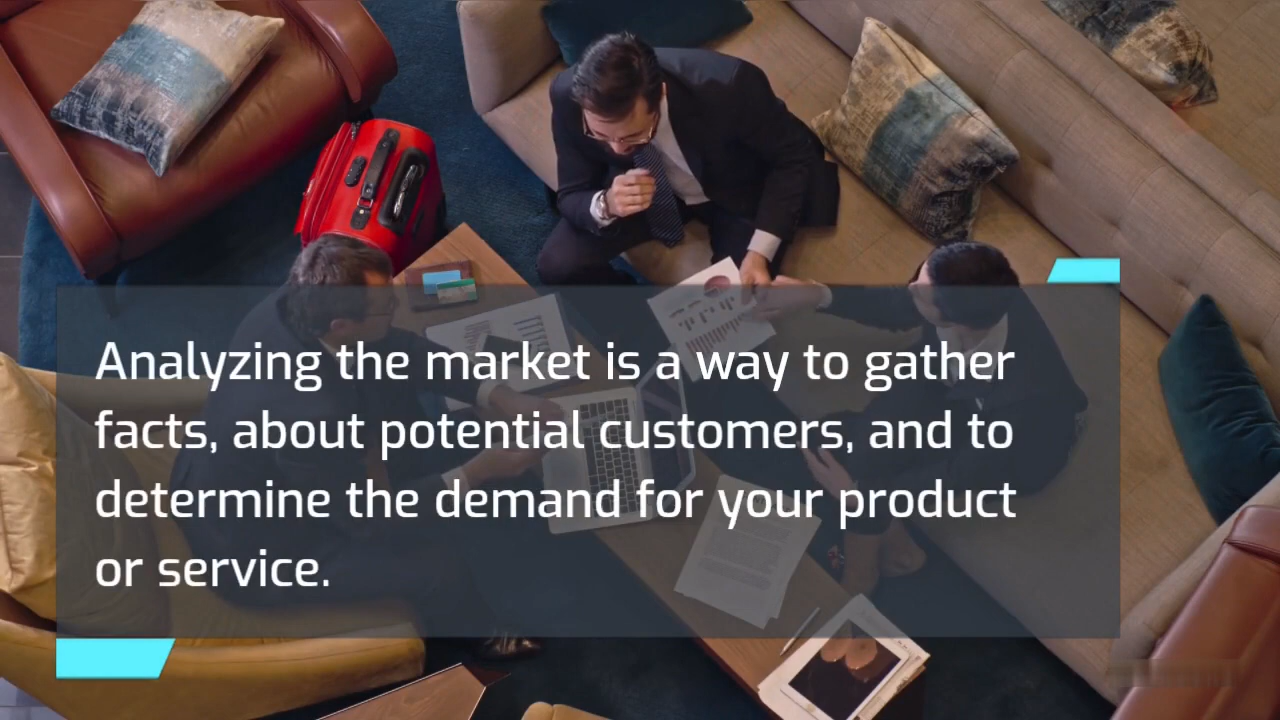 Analyzing the market is a way to gather
facts, about potential customers, and to
determine the demand for your product
or service.